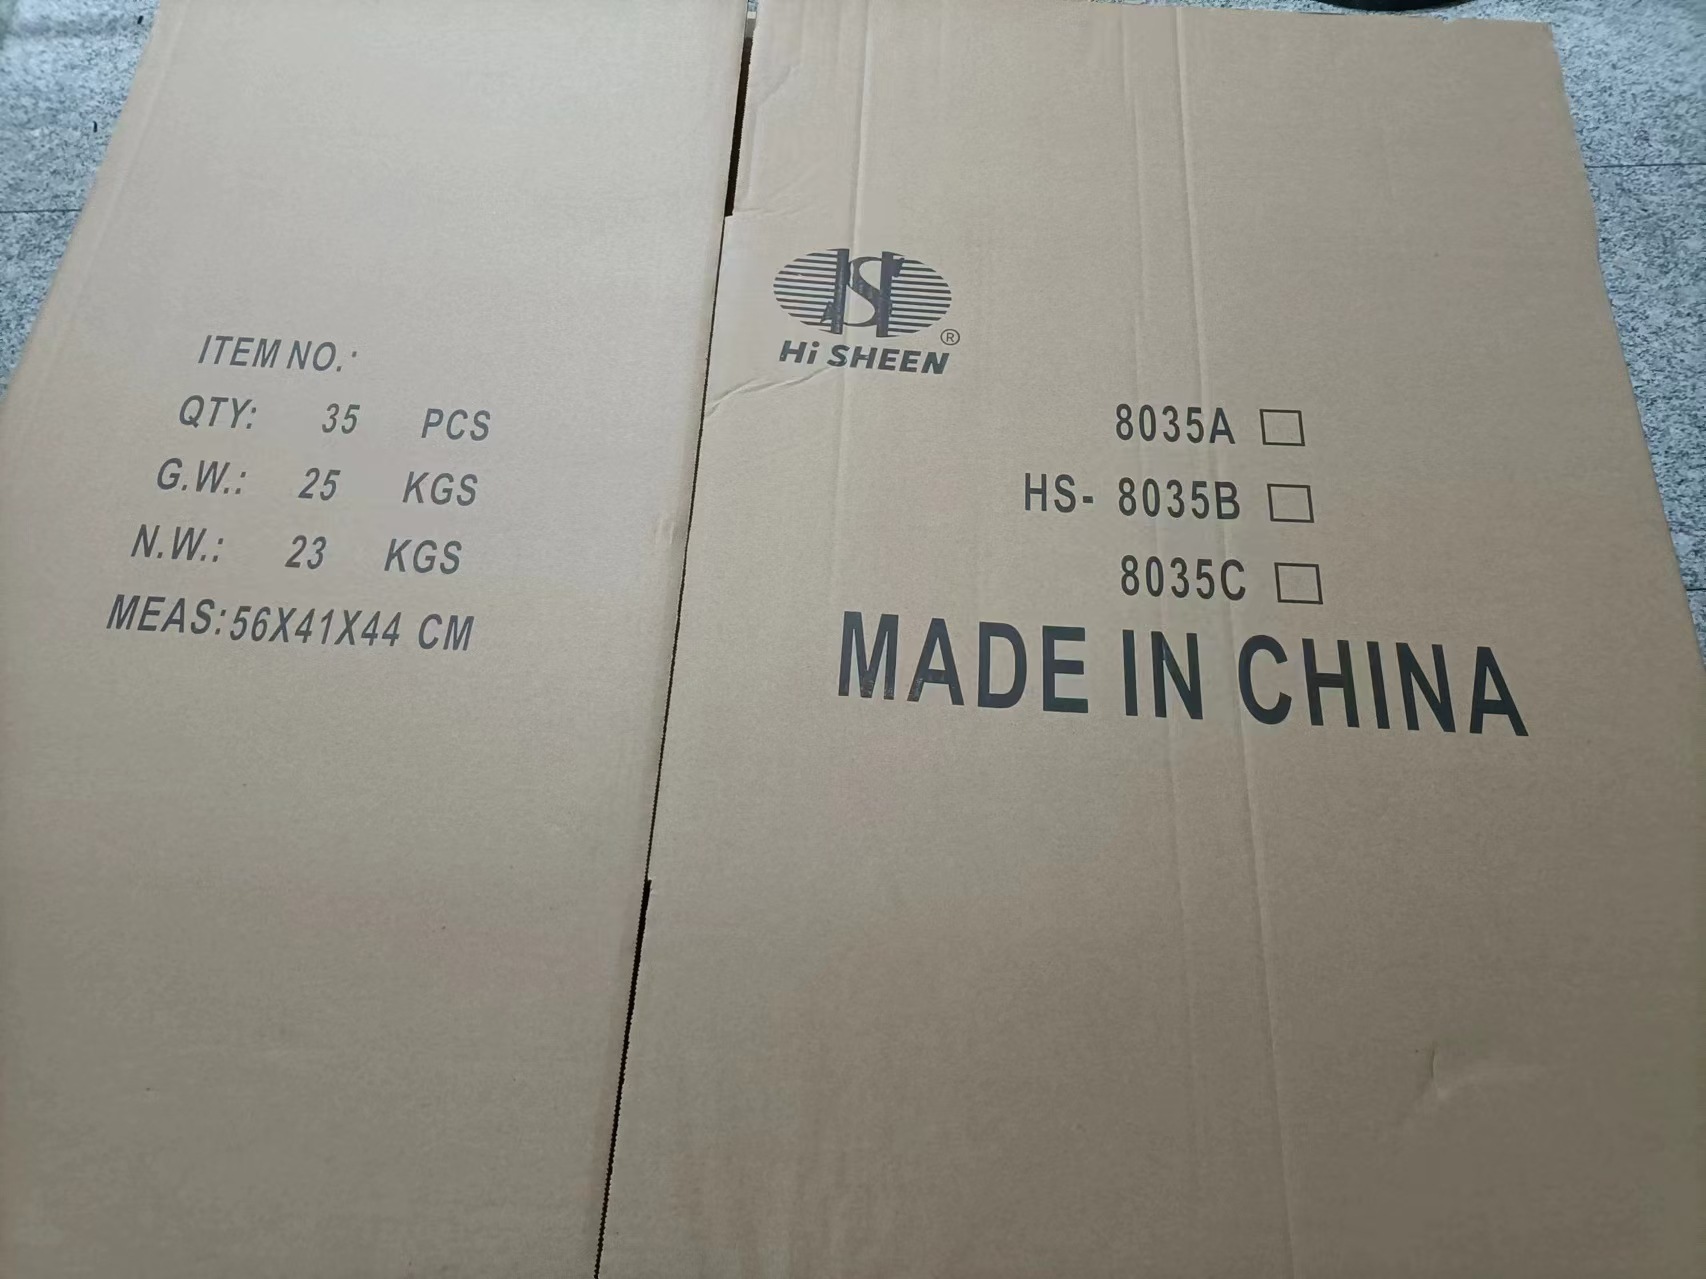 ITEM NO.:
QTY: 35 PCS
G.W.: 25 KGS
N.W.: 23 KGS
MEAS:56X41X44 CM
HS
®
Hi SHEEN
8035A
HS- 8035B
8035C
MADE IN CHINA